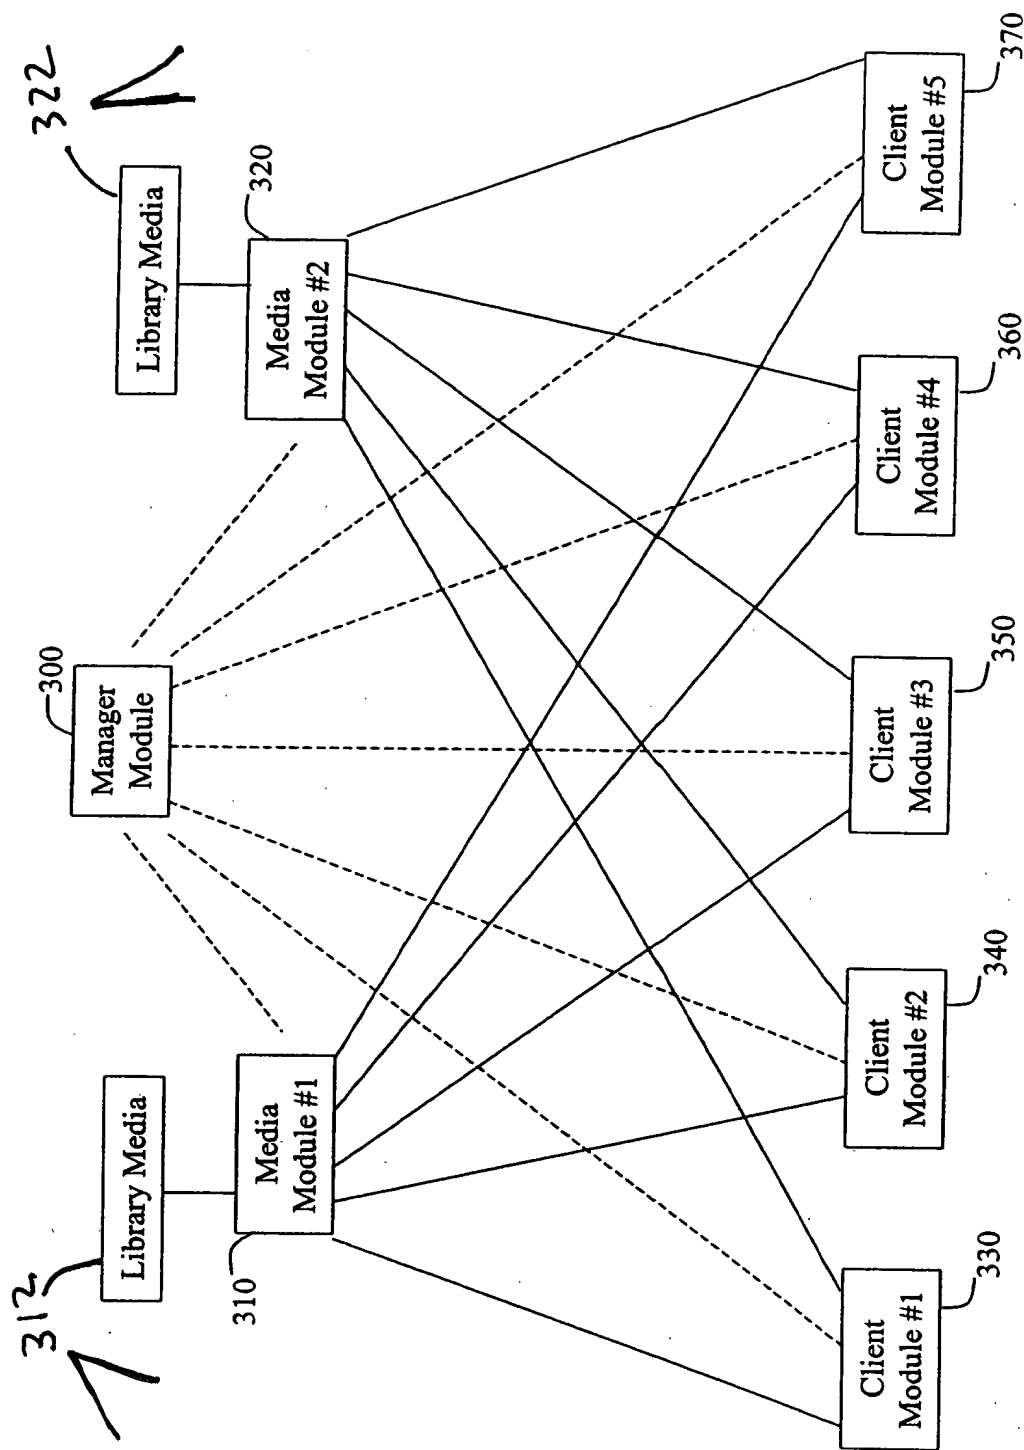 312
Library Media
300
Manager
Module
Library Media
322
310
Media
Module #1
Media
Module #2
320
Client
Module #1
330
Client
Module #2
340
Client
Module #3
350
Client
Module #4
360
Client
Module #5
370